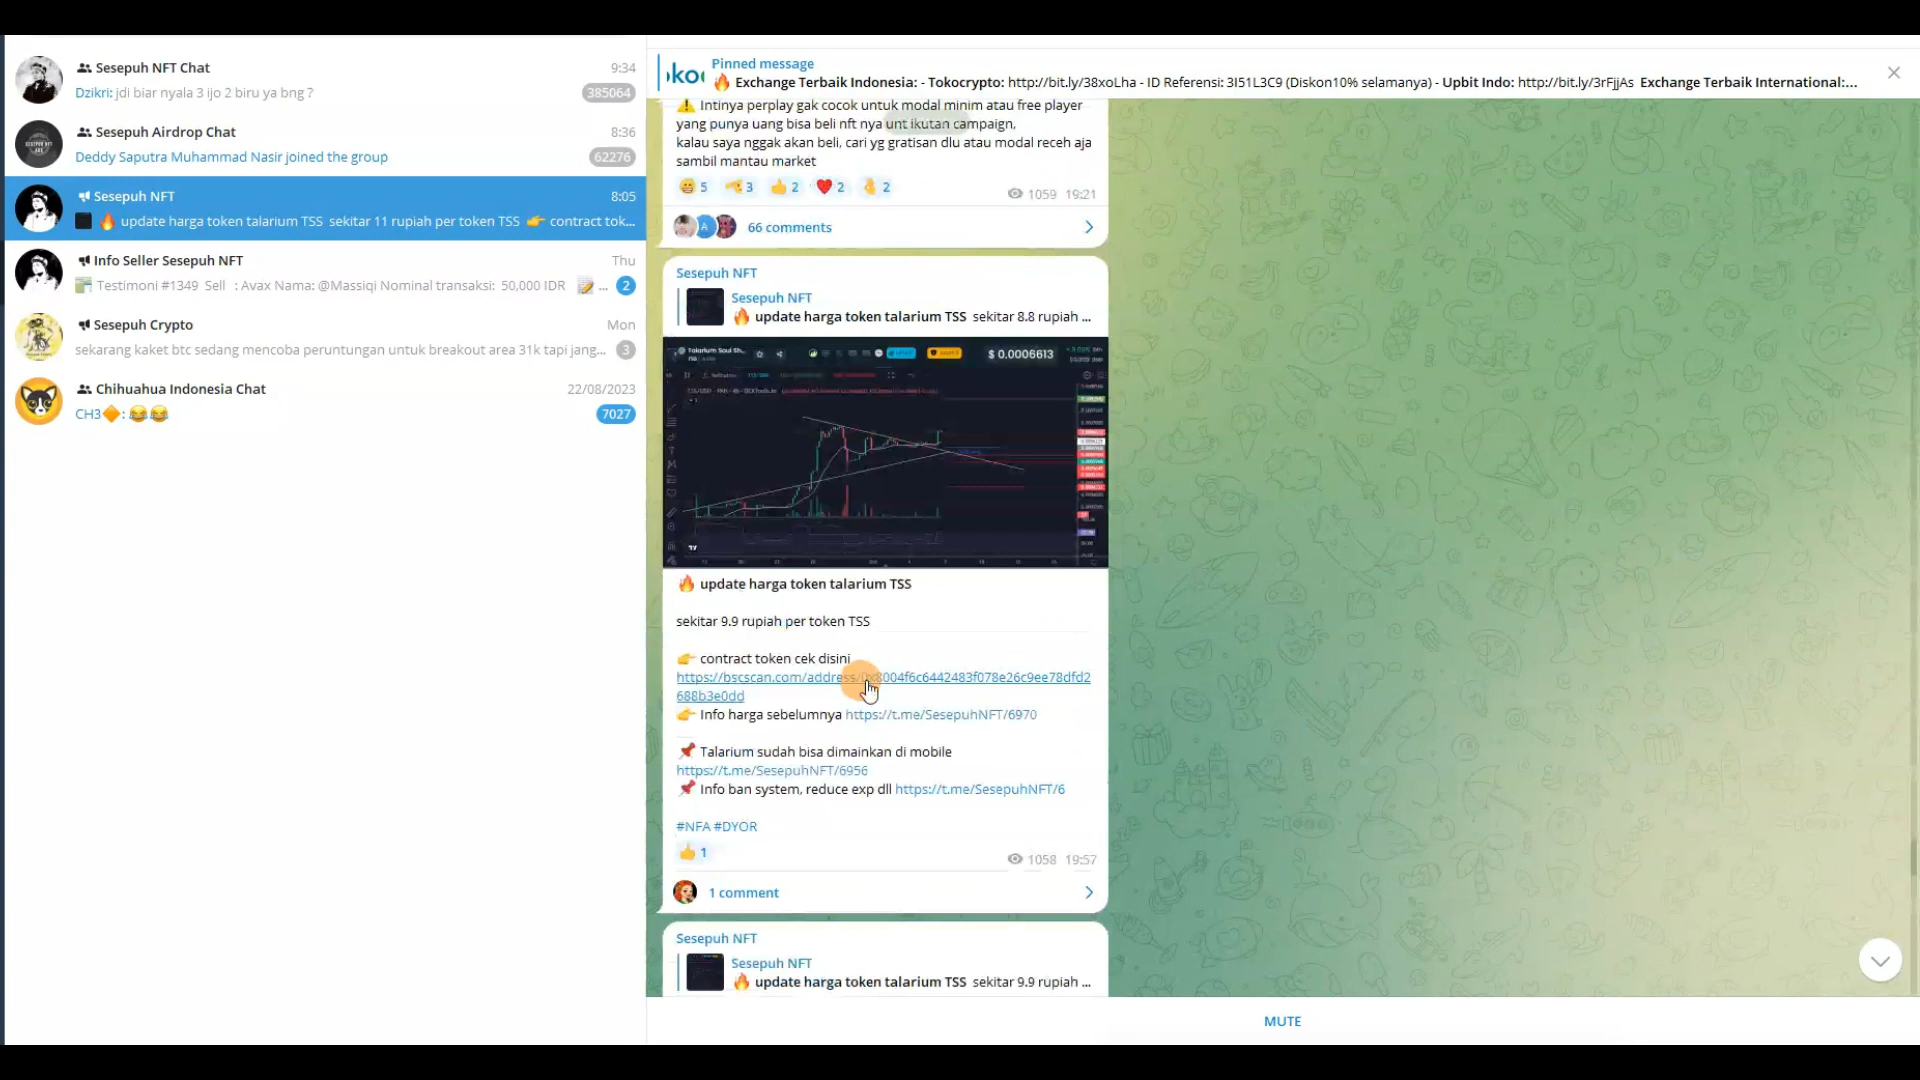 Sesepuh NFT Chat
9:34
Dzikri: jdi biar nyala 3 ijo 2 biru ya bng ?
385064
Sesepuh Airdrop Chat
8:36
Deddy Saputra Muhammad Nasir joined the group
62276
Sesepuh NFT
8:05
🔥 update harga token talarium TSS sekitar 11 rupiah per token TSS 👉 contract tok...
Info Seller Sesepuh NFT
Thu
Testimoni #1349 Sell : Avax Nama: @Massiqi Nominal transaksi: 50,000 IDR 📝 ...
2
Sesepuh Crypto
Mon
sekarang kaket btc sedang mencoba peruntungan untuk breakout area 31k tapi jang...
3
Chihuahua Indonesia Chat
22/08/2023
CH3🔶: 😂😂
7027
Pinned message
🔥 Exchange Terbaik Indonesia: - Tokocrypto: http://bit.ly/38xoLha - ID Referensi: 3I51L3C9 (Diskon10% selamanya) - Upbit Indo: http://bit.ly/3rFjjAs Exchange Terbaik International:...
⚠️ Intinya perplay gak cocok untuk modal minim atau free player
yang punya uang bisa beli nft nya unt ikutan campaign,
kalau saya nggak akan beli, cari yg gratisan dlu atau modal receh aja
sambil mantau market
5 3 2 2 2
1059 19:21
66 comments
Sesepuh NFT
Sesepuh NFT
🔥 update harga token talarium TSS sekitar 8.8 rupiah ...
Talarium Soul Sh...
$ 0.0006613
🔥 update harga token talarium TSS
sekitar 9.9 rupiah per token TSS
👉 contract token cek disini
https://bscscan.com/address/0x8004f6c6442483f078e26c9ee78dfd2
688b3e0dd
👉 Info harga sebelumnya https://t.me/SesepuhNFT/6970
📌 Talarium sudah bisa dimainkan di mobile
https://t.me/SesepuhNFT/6956
📌 Info ban system, reduce exp dll https://t.me/SesepuhNFT/6
#NFA #DYOR
👍 1
1058 19:57
1 comment
Sesepuh NFT
Sesepuh NFT
🔥 update harga token talarium TSS sekitar 9.9 rupiah ...
MUTE